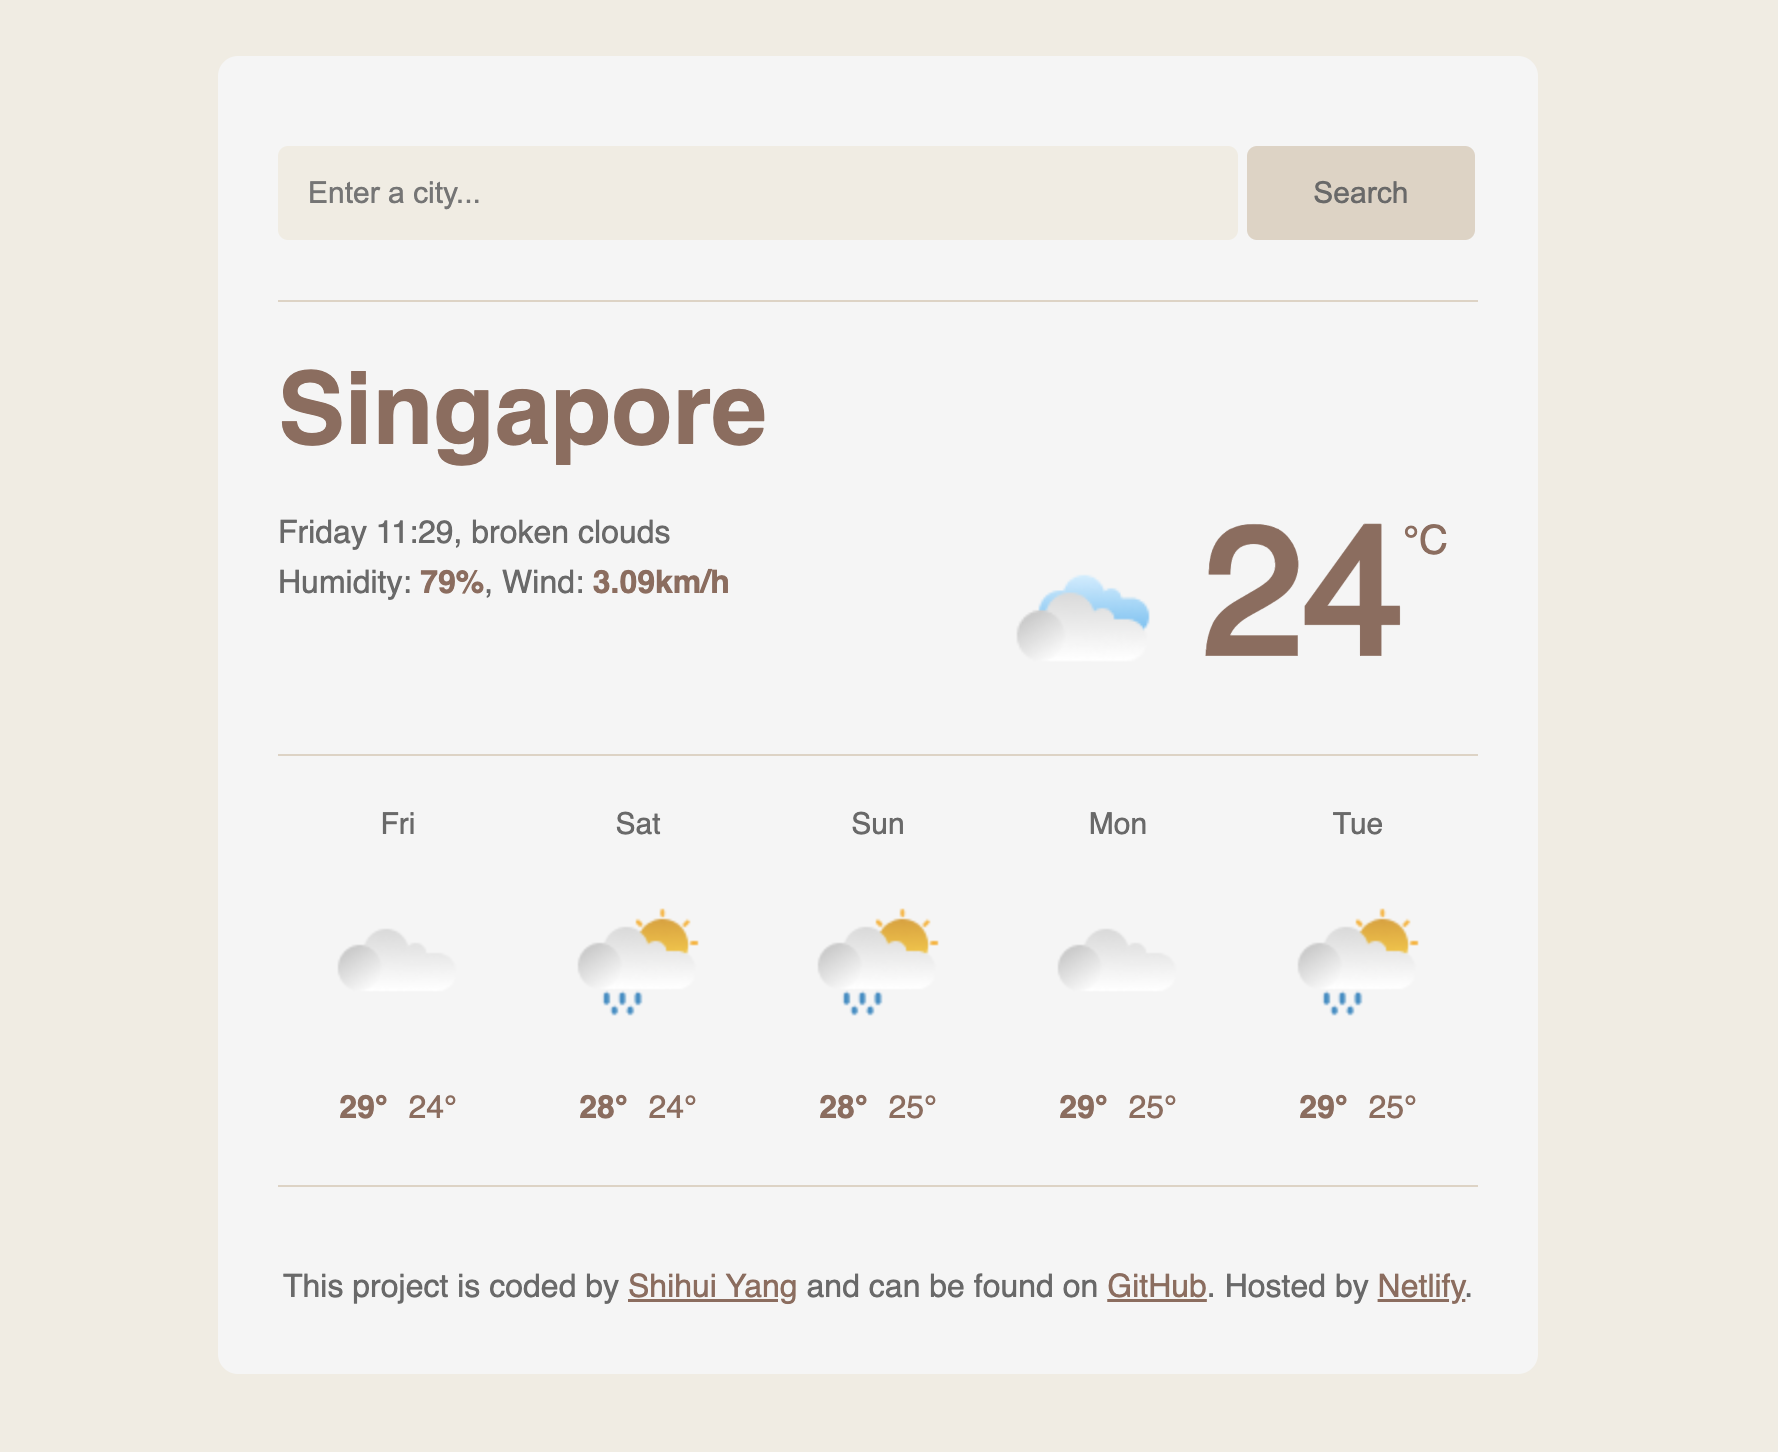 Enter a city...
Search
Singapore
Friday 11:29, broken clouds
Humidity: 79%, Wind: 3.09km/h
24 °C
Fri Sat Sun Mon Tue
29° 24° 28° 24° 28° 25° 29° 25° 29° 25°
This project is coded by Shihui Yang and can be found on GitHub. Hosted by Netlify.